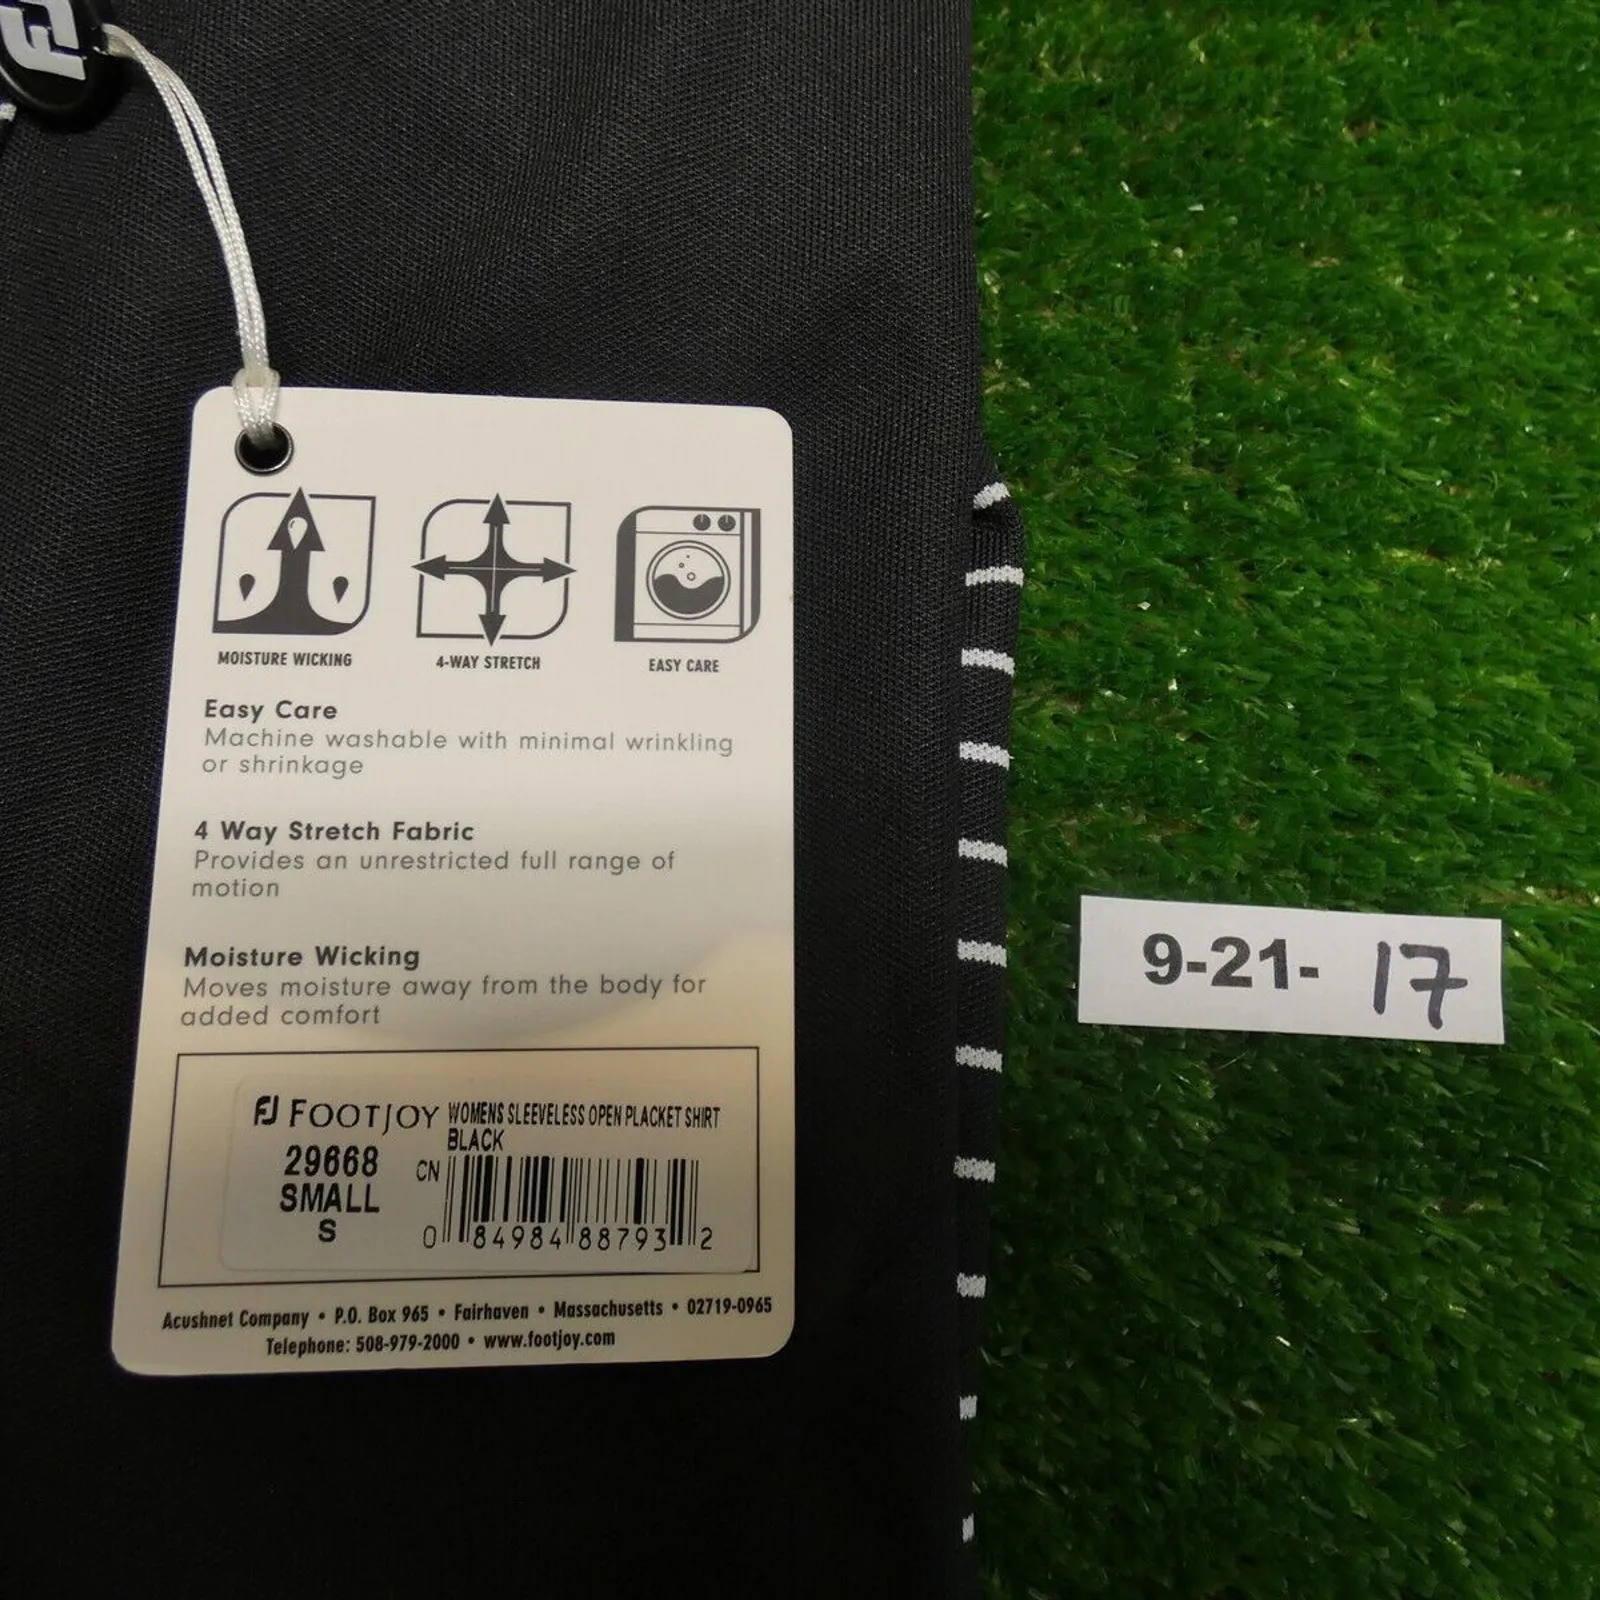 FJ
MOISTURE WICKING 4-WAY STRETCH EASY CARE
Easy Care
Machine washable with minimal wrinkling
or shrinkage
4 Way Stretch Fabric
Provides an unrestricted full range of
motion
Moisture Wicking
Moves moisture away from the body for
added comfort
9-21- 17
FJ FOOTJOY WOMENS SLEEVELESS OPEN PLACKET SHIRT
BLACK
29668
SMALL
S
CN
0 84984 88793 2
Acushnet Company • P.O. Box 965 • Fairhaven • Massachusetts • 02719-0965
Telephone: 508-979-2000 • www.footjoy.com